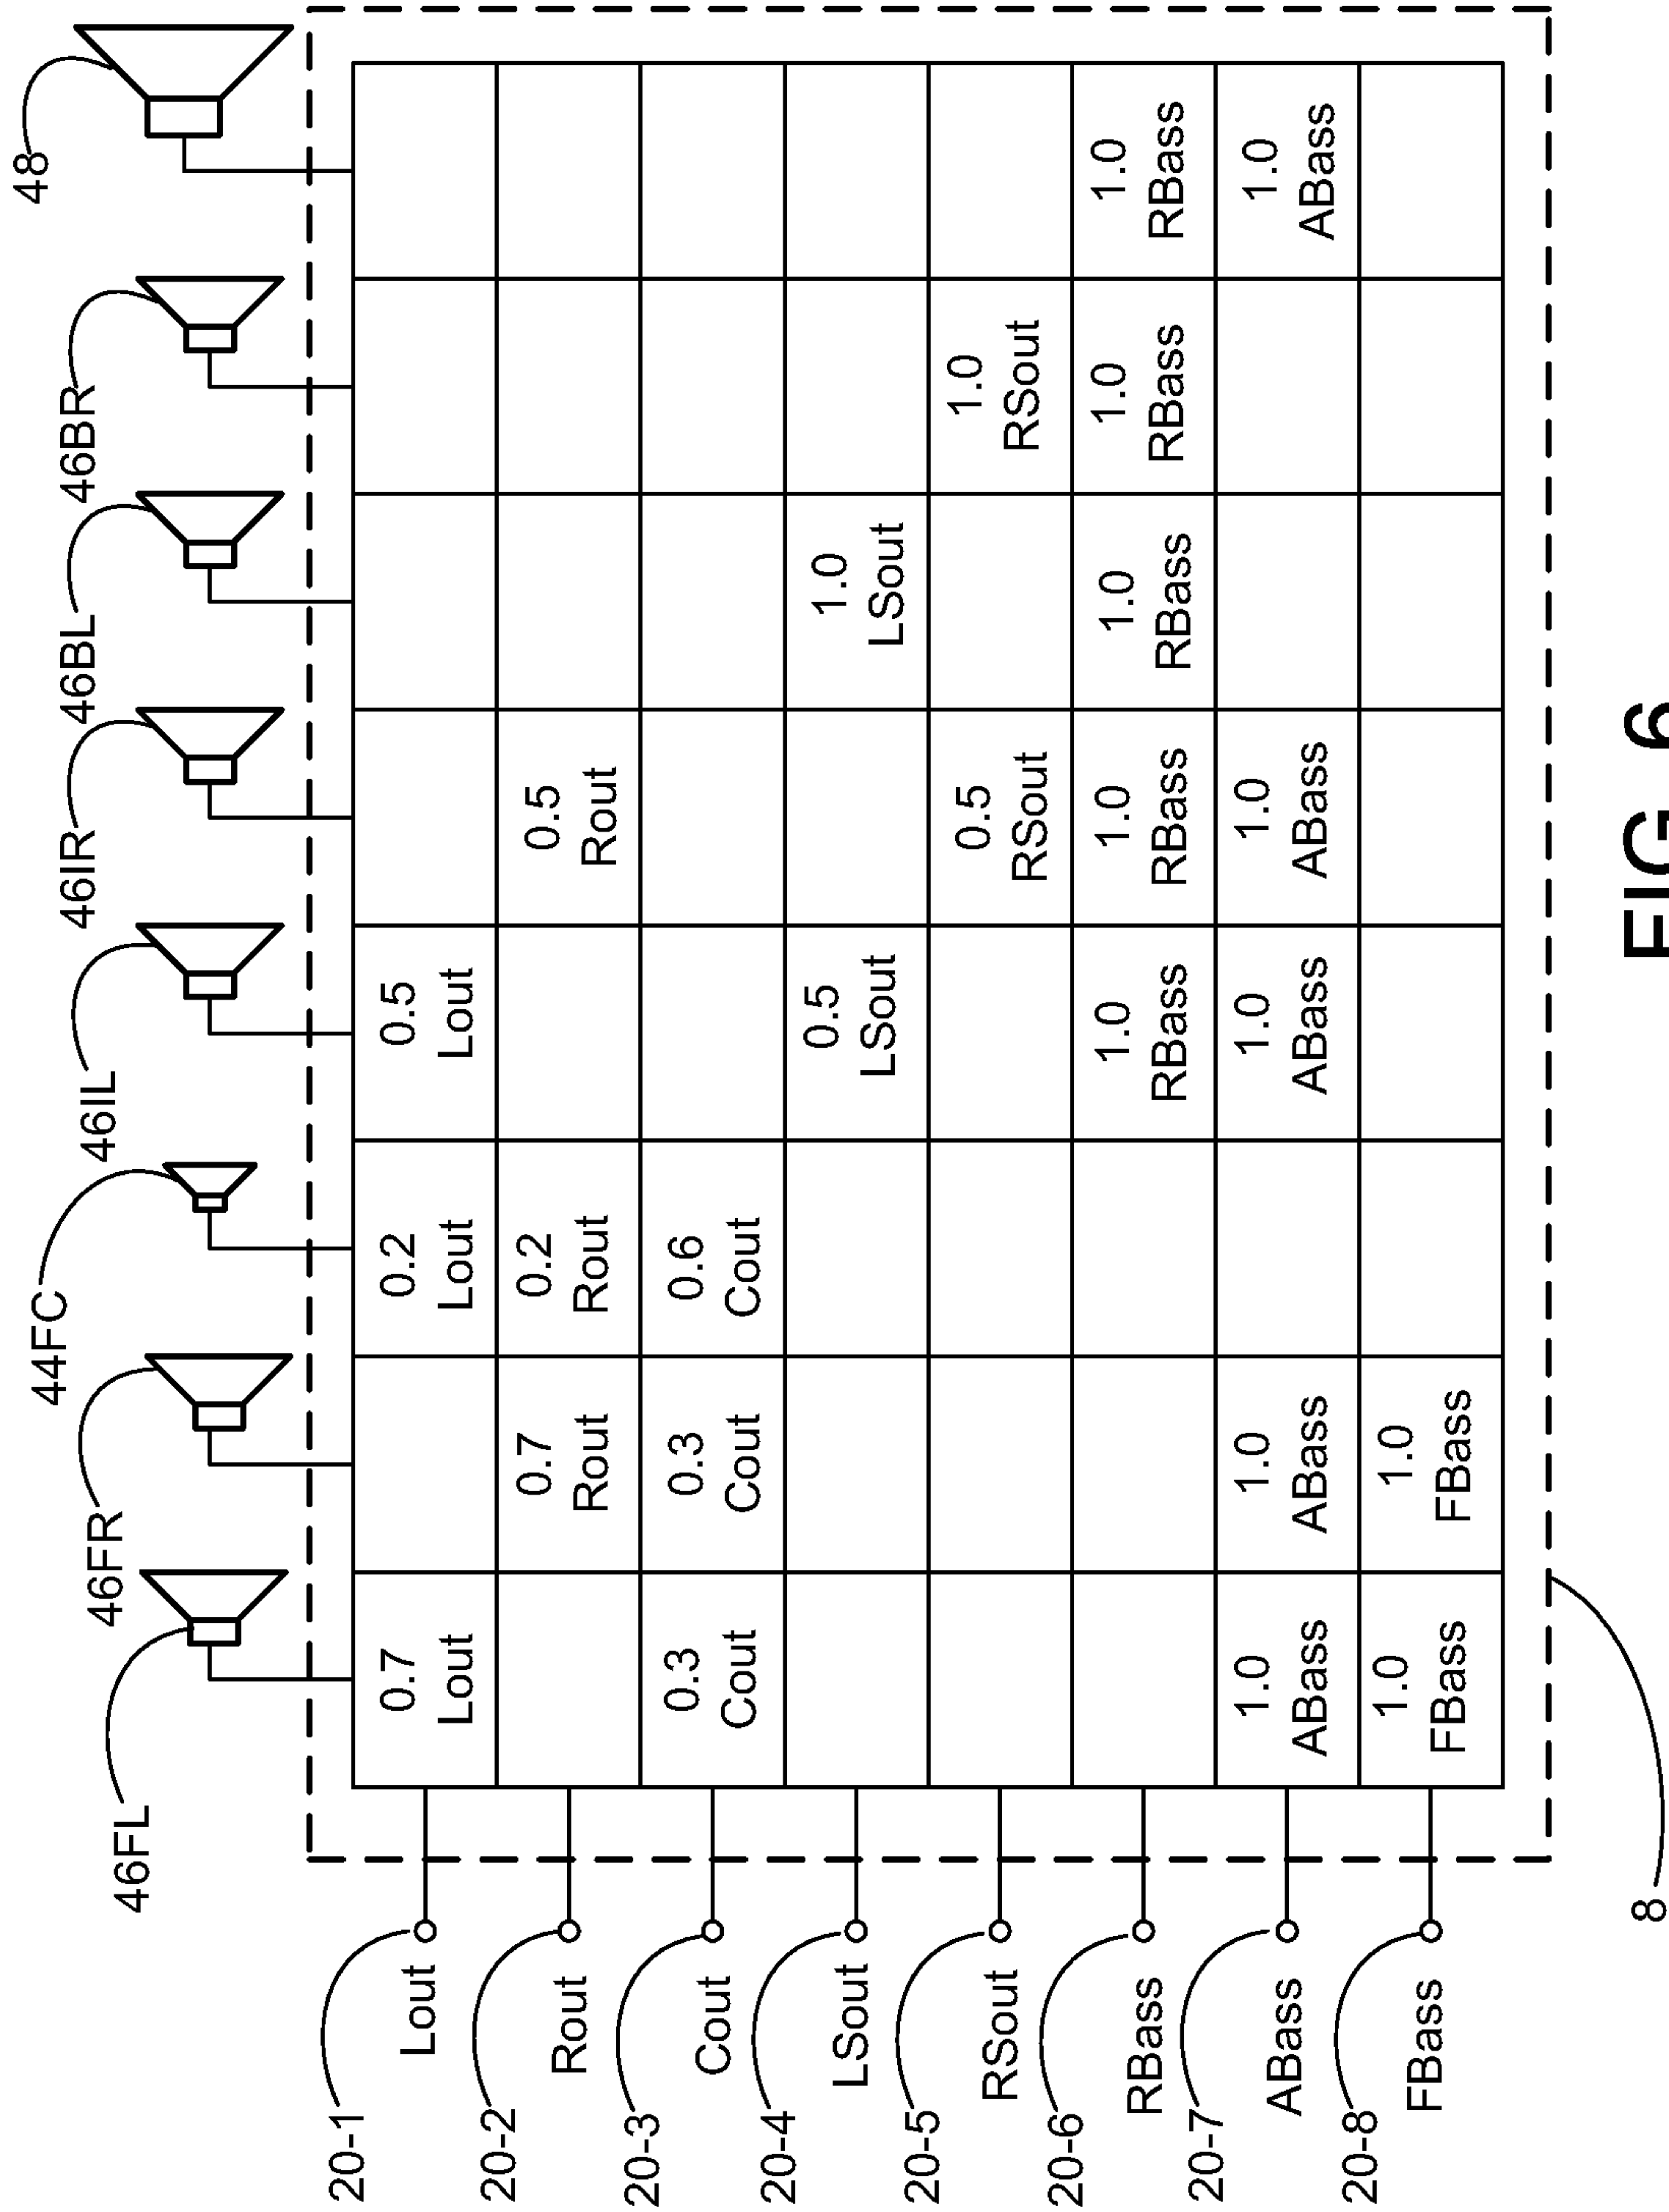 46FL
46FR
44FC
46IL
46IR
46BL
46BR
48
20-1
Lout
0.7
Lout
0.2
Lout
0.5
Lout
20-2
Rout
0.7
Rout
0.2
Rout
0.5
Rout
20-3
Cout
0.3
Cout
0.3
Cout
0.6
Cout
20-4
LSout
0.5
LSout
1.0
LSout
20-5
RSout
0.5
RSout
1.0
RSout
20-6
RBass
1.0
RBass
1.0
RBass
1.0
RBass
1.0
RBass
1.0
RBass
20-7
ABass
1.0
ABass
1.0
ABass
1.0
ABass
1.0
ABass
1.0
ABass
20-8
FBass
1.0
FBass
1.0
FBass
8
FIG. 6